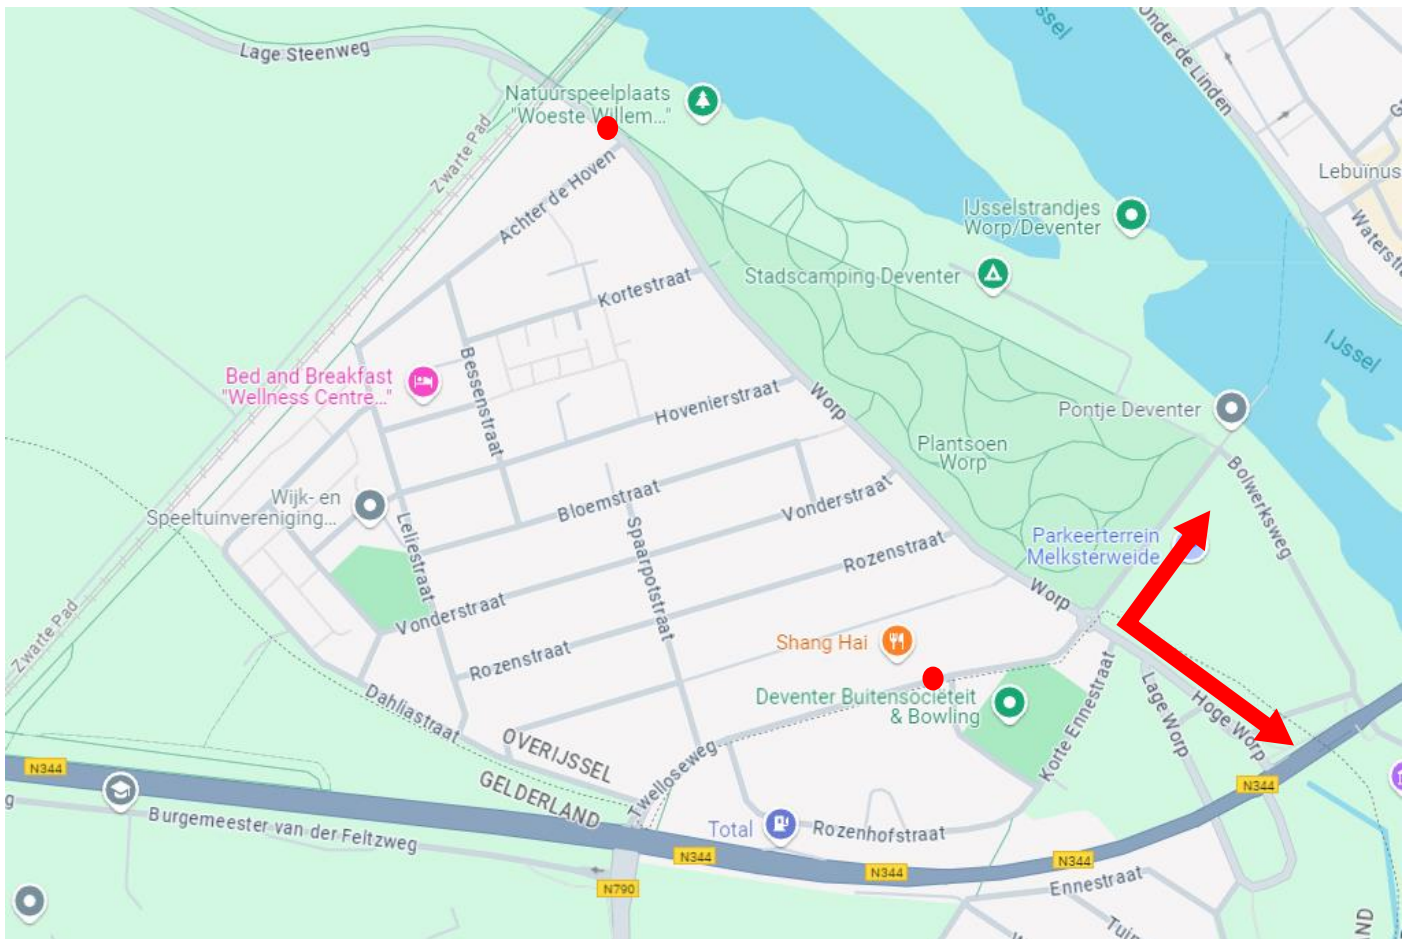 IJssel
Onder de Linden
Lage Steenweg
Natuurspeelplaats
"Woeste Willem..."
Zwarte Pad
Achter de Hoven
Lebuïnus
IJsselstrandjes
Worp/Deventer
Waterstra
Stadscamping Deventer
Kortestraat
IJssel
Bed and Breakfast
"Wellness Centre..."
Bessenstraat
Hovenierstraat
Worp
Pontje Deventer
Plantsoen
Worp
Bolwerksweg
Wijk- en
Speeltuinvereniging...
Bloemstraat
Vonderstraat
Leliestraat
Spaarpotstraat
Rozenstraat
Parkeerterrein
Melksterweide
Zwarte Pad
Vonderstraat
Worp
Rozenstraat
Shang Hai
Dahliastraat
Deventer Buitensociëteit
& Bowling
Korte Ennestraat
Lage Worp
Hoge Worp
OVERIJSSEL
GELDERLAND
Twelloseweg
N344
N344
g
Burgemeester van der Feltzweg
Total
Rozenhofstraat
N344
N344
N344
N790
Ennestraat
Tuin